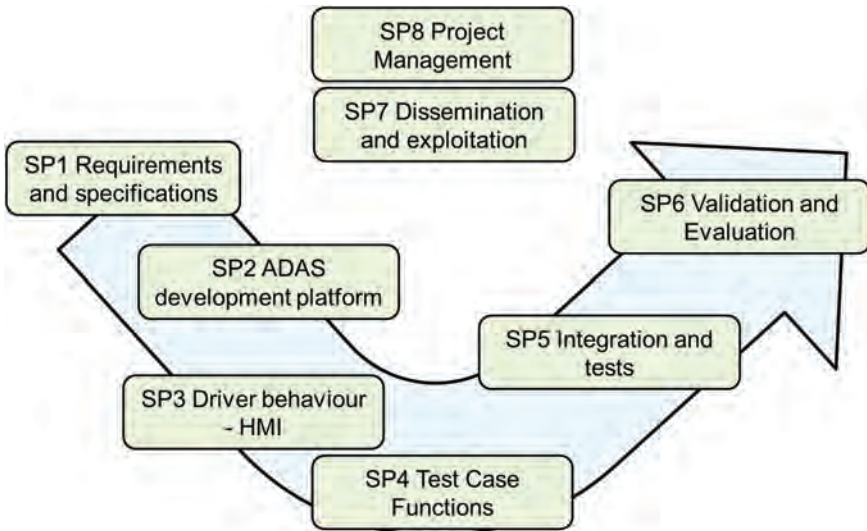 SP8 Project
Management
SP7 Dissemination
and exploitation
SP1 Requirements
and specifications
SP6 Validation and
Evaluation
SP2 ADAS
development platform
SP5 Integration and
tests
SP3 Driver behaviour
- HMI
SP4 Test Case
Functions